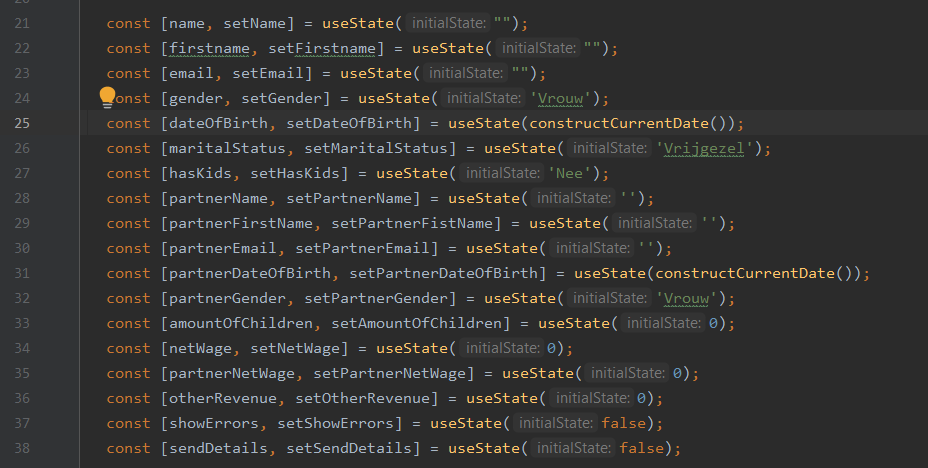 21 const [name, setName] = useState( initialState: "");
22 const [firstname, setFirstname] = useState( initialState: "");
23 const [email, setEmail] = useState( initialState: "");
24 const [gender, setGender] = useState( initialState: 'Vrouw');
25 const [dateOfBirth, setDateOfBirth] = useState(constructCurrentDate());
26 const [maritalStatus, setMaritalStatus] = useState( initialState: 'Vrijgezel');
27 const [hasKids, setHasKids] = useState( initialState: 'Nee');
28 const [partnerName, setPartnerName] = useState( initialState: '');
29 const [partnerFirstName, setPartnerFistName] = useState( initialState: '');
30 const [partnerEmail, setPartnerEmail] = useState( initialState: '');
31 const [partnerDateOfBirth, setPartnerDateOfBirth] = useState(constructCurrentDate());
32 const [partnerGender, setPartnerGender] = useState( initialState: 'Vrouw');
33 const [amountOfChildren, setAmountOfChildren] = useState( initialState: 0);
34 const [netWage, setNetWage] = useState( initialState: 0);
35 const [partnerNetWage, setPartnerNetWage] = useState( initialState: 0);
36 const [otherRevenue, setOtherRevenue] = useState( initialState: 0);
37 const [showErrors, setShowErrors] = useState( initialState: false);
38 const [sendDetails, setSendDetails] = useState( initialState: false);